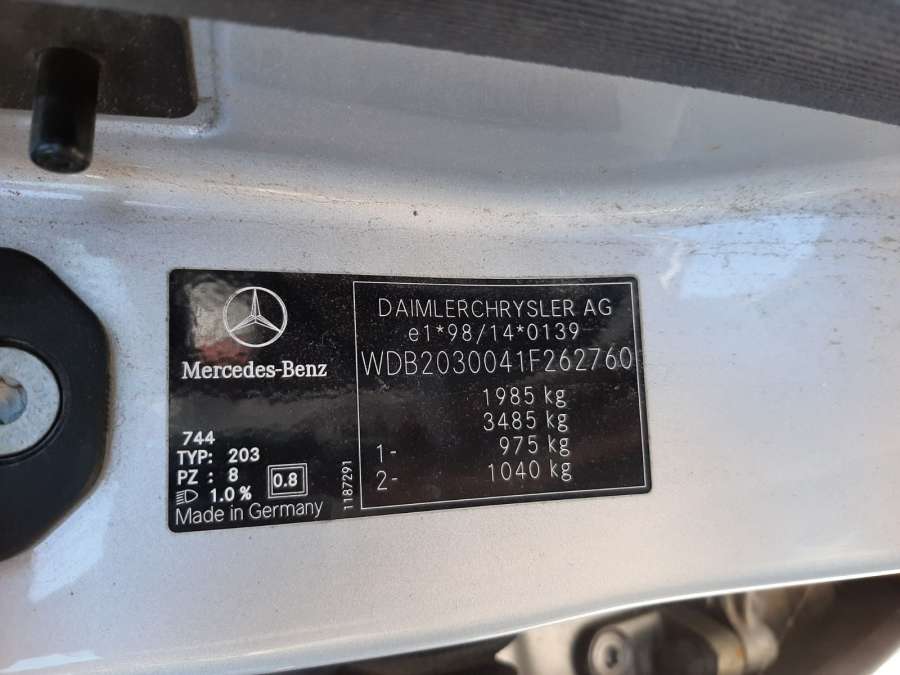 Mercedes-Benz
744
TYP: 203
PZ : 8
1.0 % 0.8
Made in Germany
1187291
DAIMLERCHRYSLER AG
e1*98/14*0139
WDB2030041F262760
1985 kg
3485 kg
1- 975 kg
2- 1040 kg